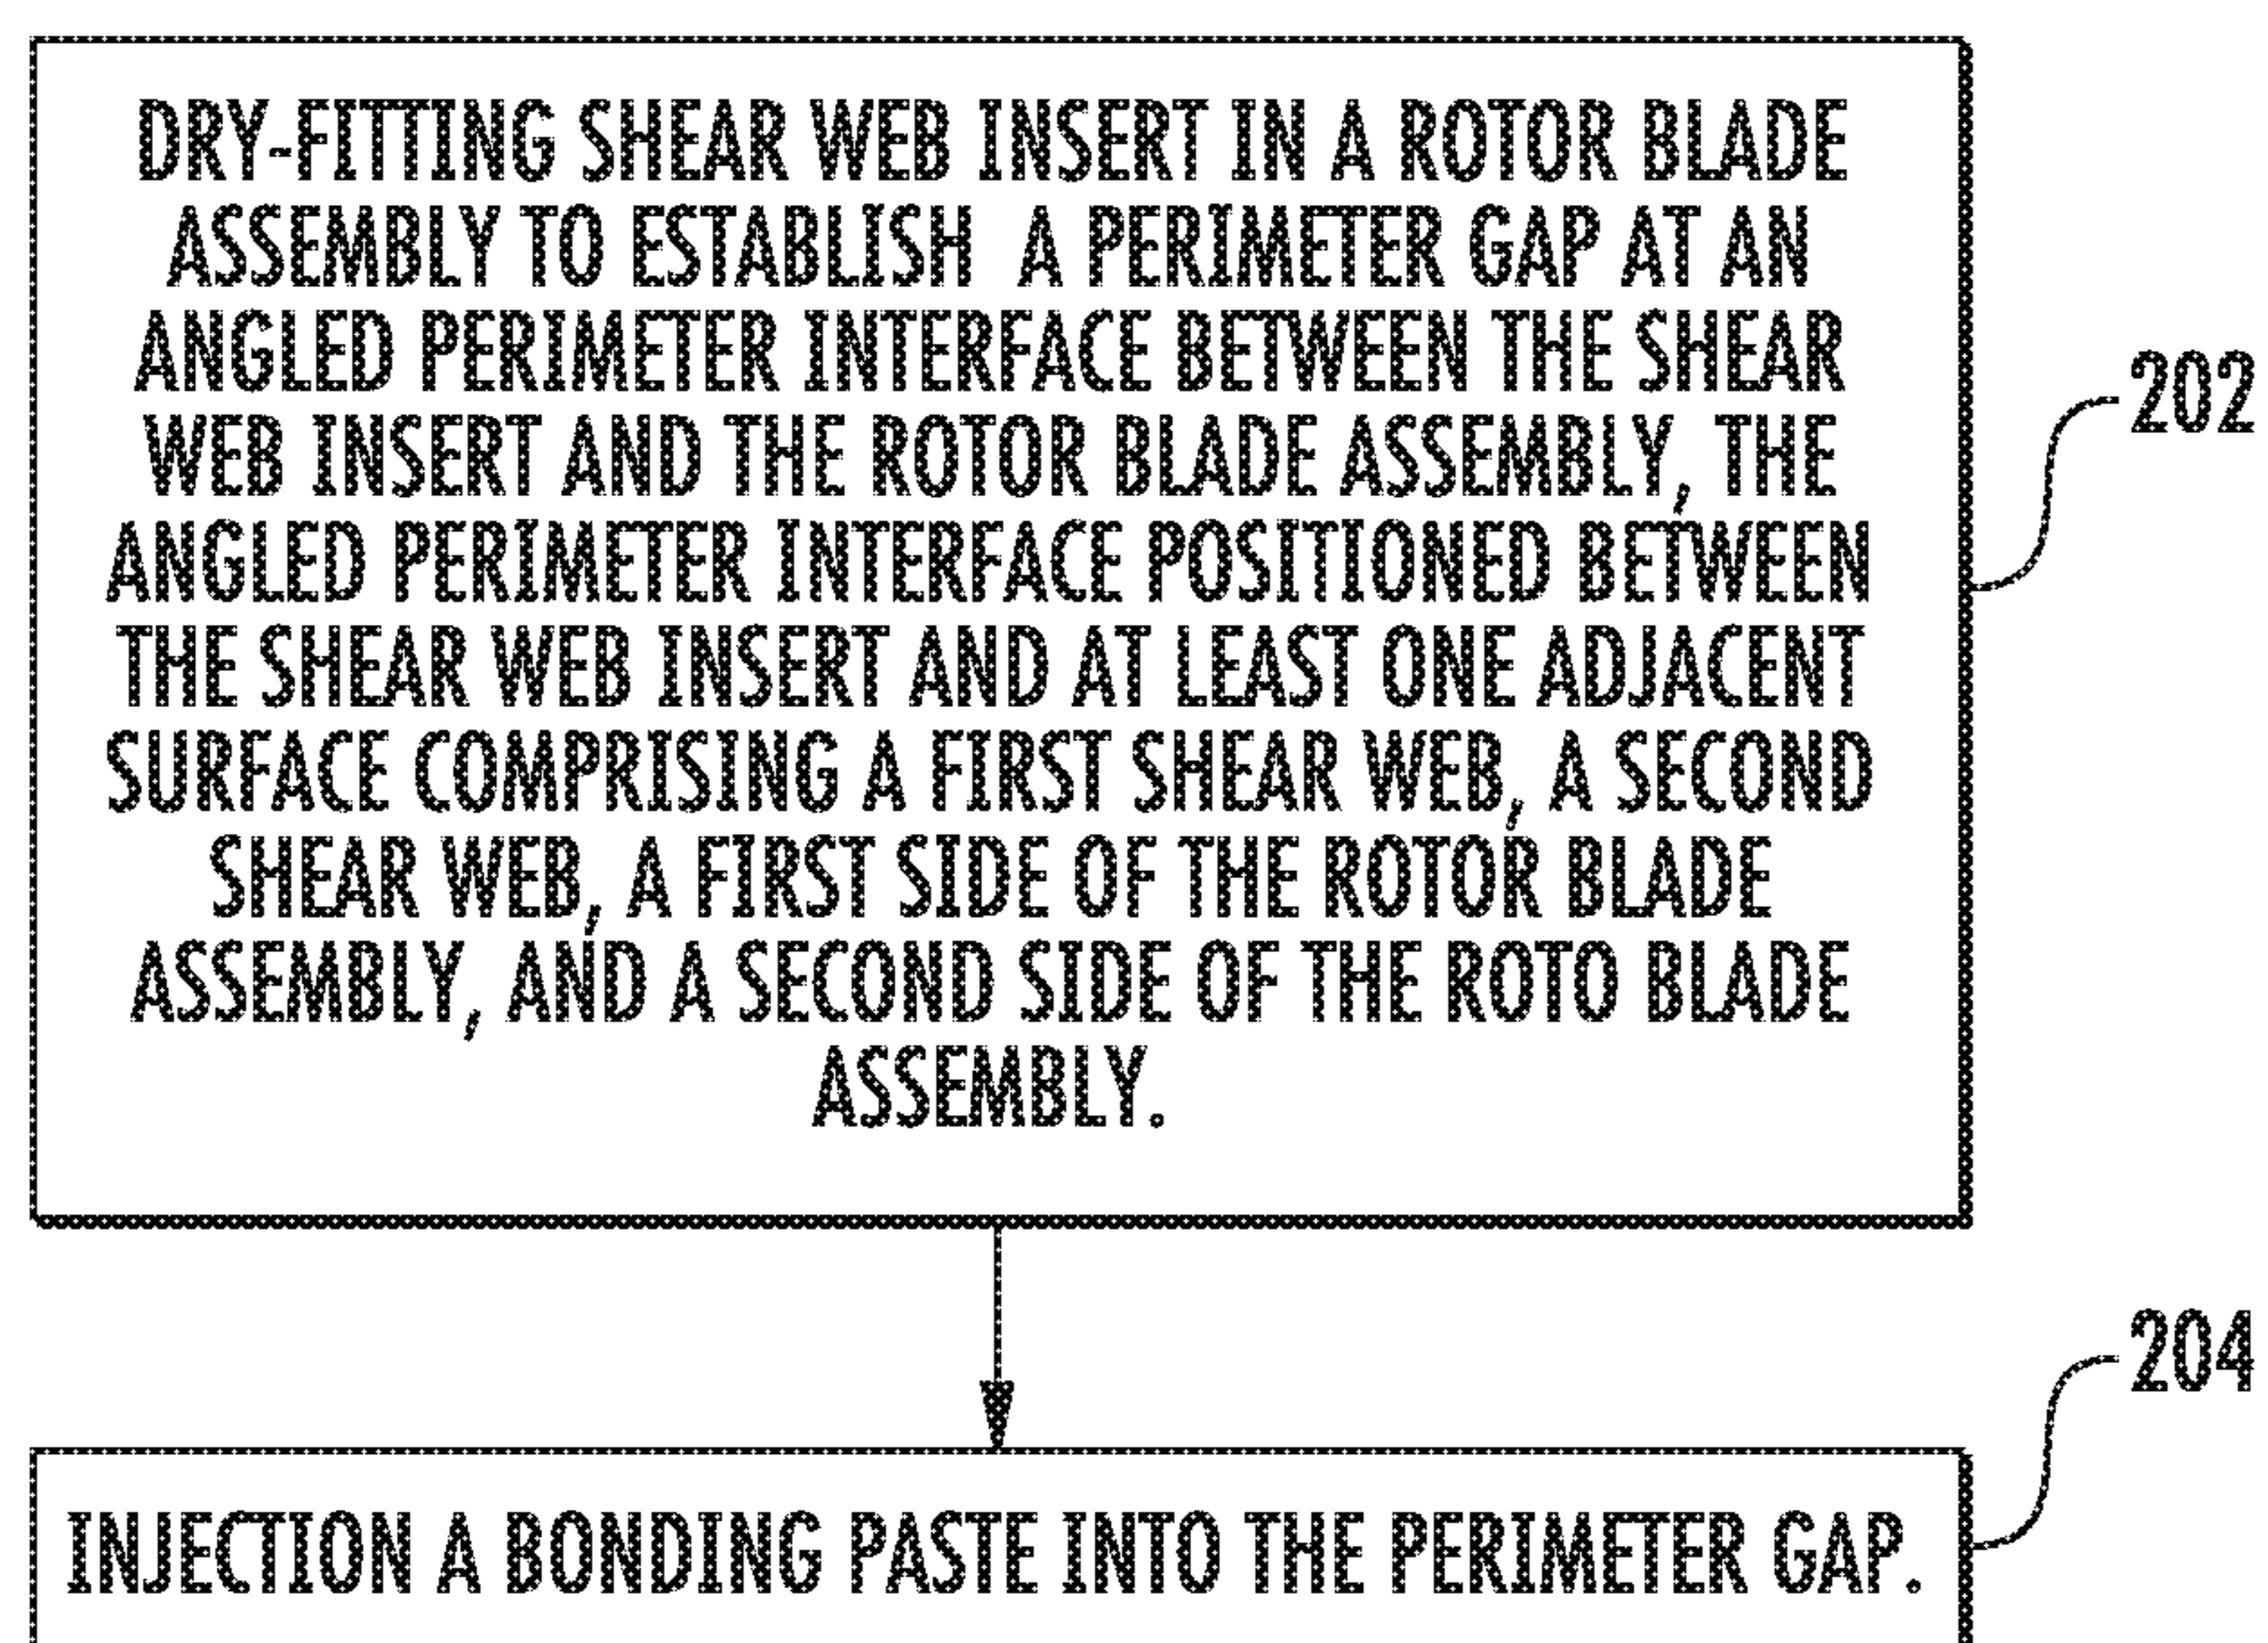 DRY-FITTING SHEAR WEB INSERT IN A ROTOR BLADE
ASSEMBLY TO ESTABLISH A PERIMETER GAP AT AN
ANGLED PERIMETER INTERFACE BETWEEN THE SHEAR
WEB INSERT AND THE ROTOR BLADE ASSEMBLY, THE
ANGLED PERIMETER INTERFACE POSITIONED BETWEEN
THE SHEAR WEB INSERT AND AT LEAST ONE ADJACENT
SURFACE COMPRISING A FIRST SHEAR WEB, A SECOND
SHEAR WEB, A FIRST SIDE OF THE ROTOR BLADE
ASSEMBLY, AND A SECOND SIDE OF THE ROTO BLADE
ASSEMBLY.
202
204
INJECTION A BONDING PASTE INTO THE PERIMETER GAP.